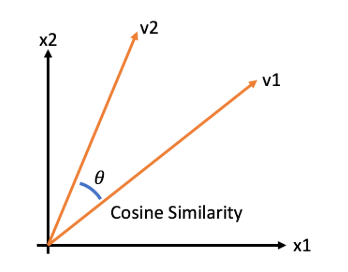 x2
v2
v1
θ
Cosine Similarity
x1